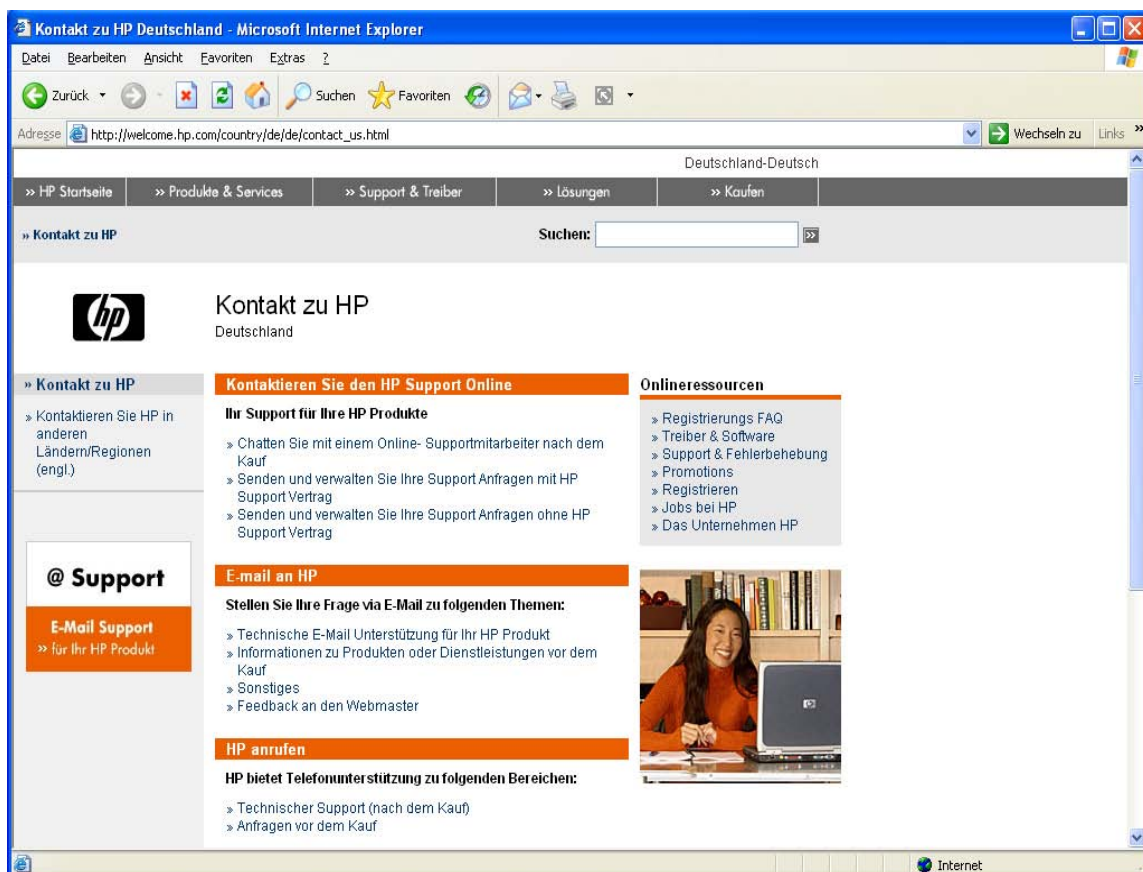 Kontakt zu HP Deutschland - Microsoft Internet Explorer
Datei Bearbeiten Ansicht Favoriten Extras ?
Zurück Suchen Favoriten
Adresse http://welcome.hp.com/country/de/de/contact_us.html Wechseln zu Links »
Deutschland-Deutsch
» HP Startseite » Produkte & Services » Support & Treiber » Lösungen » Kaufen
» Kontakt zu HP Suchen: »
hp
Kontakt zu HP
Deutschland
» Kontakt zu HP
» Kontaktieren Sie HP in
anderen
Ländern/Regionen
(engl.)
@ Support
E-Mail Support
» für Ihr HP Produkt
Kontaktieren Sie den HP Support Online
Ihr Support für Ihre HP Produkte
» Chatten Sie mit einem Online- Supportmitarbeiter nach dem
Kauf
» Senden und verwalten Sie Ihre Support Anfragen mit HP
Support Vertrag
» Senden und verwalten Sie Ihre Support Anfragen ohne HP
Support Vertrag
E-mail an HP
Stellen Sie Ihre Frage via E-Mail zu folgenden Themen:
» Technische E-Mail Unterstützung für Ihr HP Produkt
» Informationen zu Produkten oder Dienstleistungen vor dem
Kauf
» Sonstiges
» Feedback an den Webmaster
HP anrufen
HP bietet Telefonunterstützung zu folgenden Bereichen:
» Technischer Support (nach dem Kauf)
» Anfragen vor dem Kauf
Onlineressourcen
» Registrierungs FAQ
» Treiber & Software
» Support & Fehlerbehebung
» Promotions
» Registrieren
» Jobs bei HP
» Das Unternehmen HP
Internet